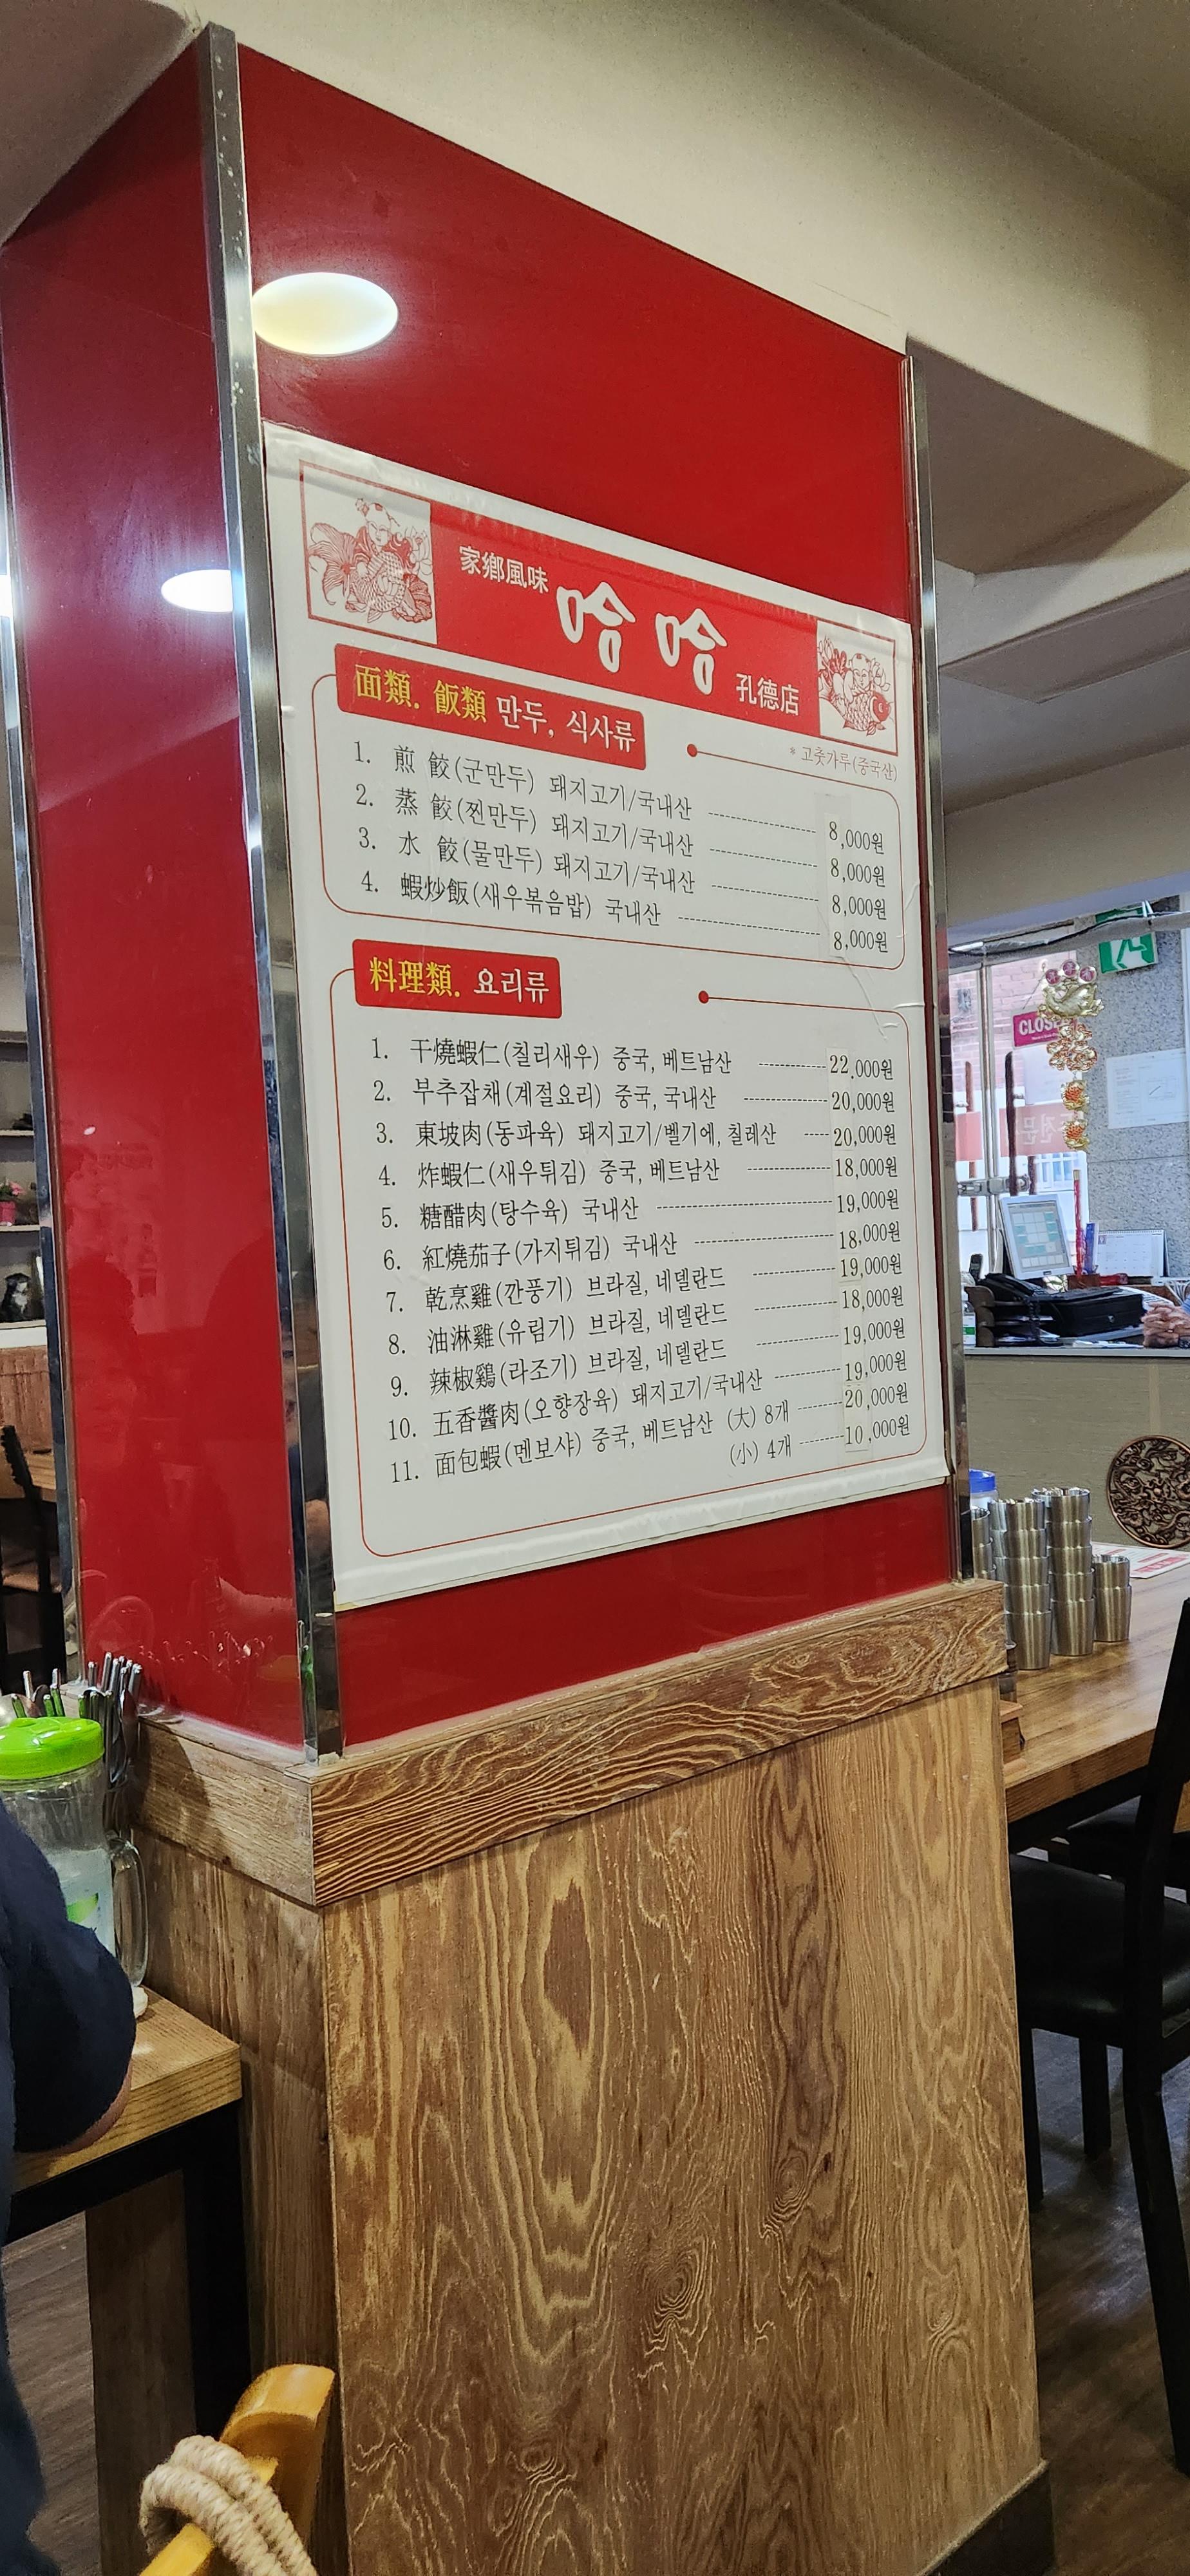 家鄕風味
哈哈
孔德店
面類. 飯類 만두, 식사류
* 고춧가루(중국산)
1. 煎 餃(군만두) 돼지고기/국내산 8,000원
2. 蒸 餃(찐만두) 돼지고기/국내산 8,000원
3. 水 餃(물만두) 돼지고기/국내산 8,000원
4. 蝦炒飯(새우볶음밥) 국내산 8,000원
料理類. 요리류
1. 干燒蝦仁(칠리새우) 중국, 베트남산 22,000원
2. 부추잡채(계절요리) 중국, 국내산 20,000원
3. 東坡肉(동파육) 돼지고기/벨기에, 칠레산 20,000원
4. 炸蝦仁(새우튀김) 중국, 베트남산 18,000원
5. 糖醋肉(탕수육) 국내산 19,000원
6. 紅燒茄子(가지튀김) 국내산 18,000원
7. 乾烹雞(깐풍기) 브라질, 네델란드 19,000원
8. 油淋雞(유림기) 브라질, 네델란드 18,000원
9. 辣椒鷄(라조기) 브라질, 네델란드 19,000원
10. 五香醬肉(오향장육) 돼지고기/국내산 19,000원
11. 面包蝦(멘보샤) 중국, 베트남산 (大) 8개 20,000원
(小) 4개 10,000원